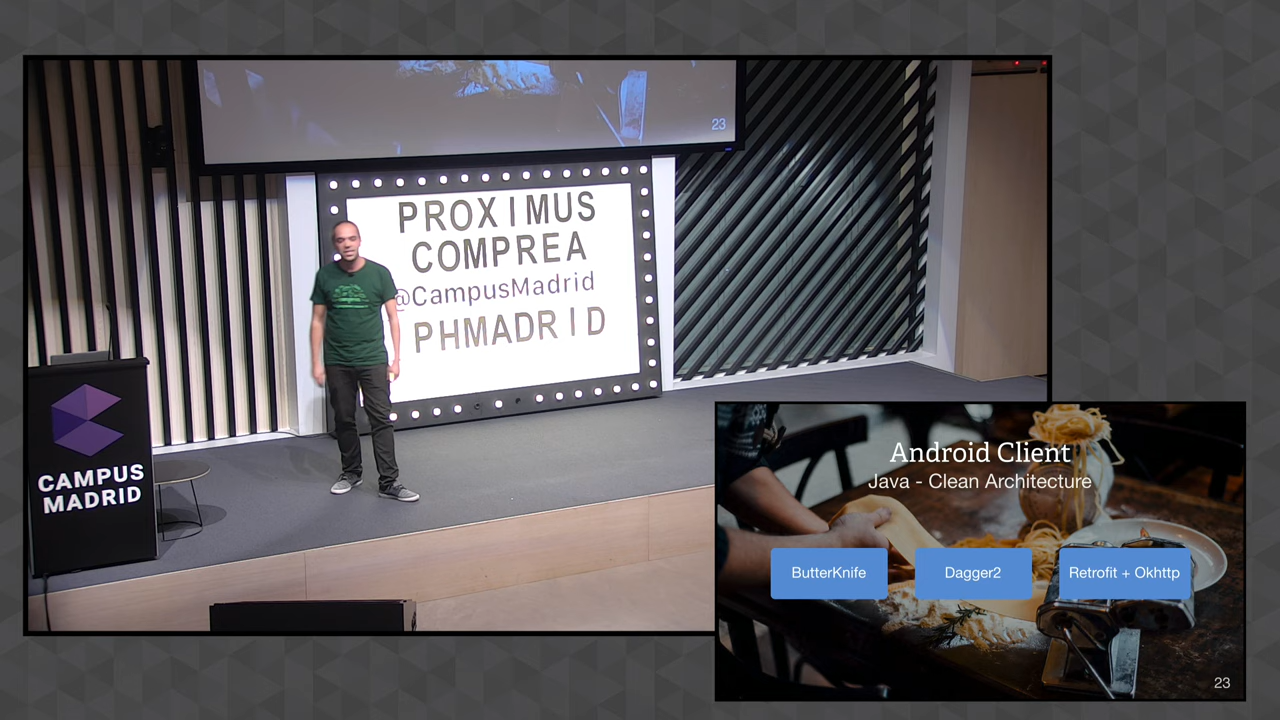 23
PROXIMUS
COMPREA
@CampusMadrid
PHMADRID
CAMPUS
MADRID
Android Client
Java - Clean Architecture
ButterKnife
Dagger2
Retrofit + Okhttp
23